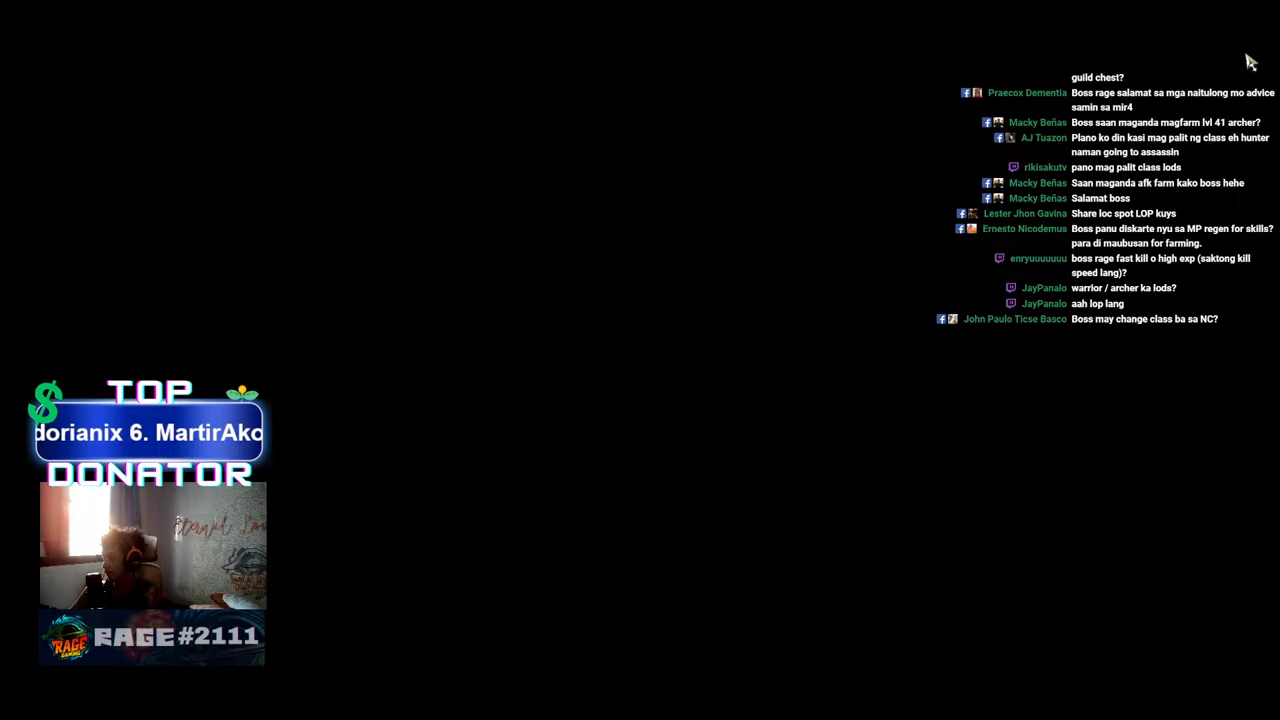 guild chest?
Praecox Dementia Boss rage salamat sa mga naitulong mo advice
samin sa mir4
Macky Beñas Boss saan maganda magfarm lvl 41 archer?
AJ Tuazon Plano ko din kasi mag palit ng class eh hunter
naman going to assassin
rikisakutv pano mag palit class lods
Macky Beñas Saan maganda afk farm kako boss hehe
Macky Beñas Salamat boss
Lester Jhon Gavina Share loc spot LOP kuys
Ernesto Nicodemus Boss panu diskarte nyu sa MP regen for skills?
para di maubusan for farming.
enryuuuuuuu boss rage fast kill o high exp (saktong kill
speed lang)?
JayPanalo warrior / archer ka lods?
JayPanalo aah lop lang
John Paulo Ticse Basco Boss may change class ba sa NC?
TOP
dorianix 6. MartirAko
DONATOR
Eternal
RAGE GAMING
RAGE#2111